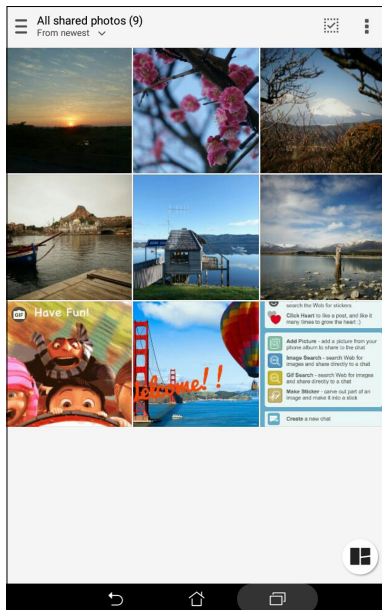 All shared photos (9)
From newest
GIF Have Fun!
Welcome! !
search the Web for stickers
Click Heart to like a post, and like it
many times to grow the heart :)
Add Picture - add a picture from your
phone album to share to the chat
Image Search - search Web for
images and share directly to a chat
Gif Search - search Web for images
and share directly to a chat
Make Sticker - carve out part of an
image and make it into a stick
Create a new chat